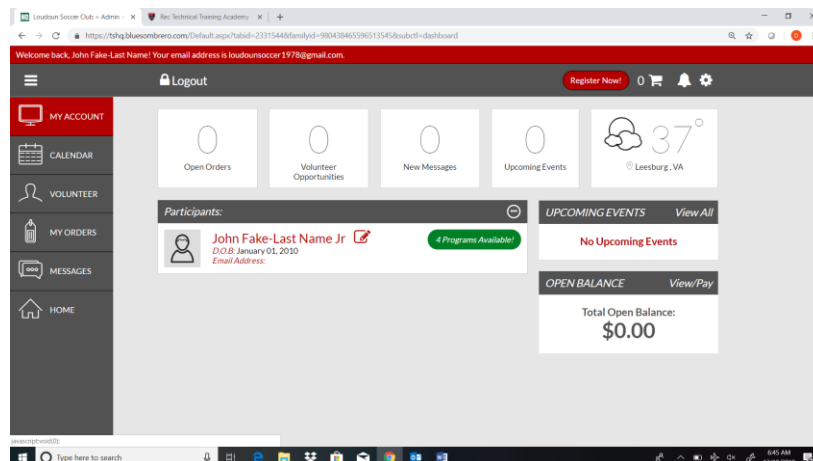 Loudoun Soccer Club > Admin
Rec Technical Training Academy
https://tshq.bluesombrero.com/Default.aspx?tabid=2331544&familyid=98043846559651354​5&subctl=dashboard
Welcome back, John Fake-Last Name! Your email address is loudounsoccer1978@gmail.com.
Logout
Register Now!
0
MY ACCOUNT
CALENDAR
VOLUNTEER
MY ORDERS
MESSAGES
HOME
0
Open Orders
0
Volunteer
Opportunities
0
New Messages
0
Upcoming Events
37°
Leesburg, VA
Participants:
John Fake-Last Name Jr
D.O.B: January 01, 2010
Email Address:
4 Programs Available!
UPCOMING EVENTS View All
No Upcoming Events
OPEN BALANCE View/Pay
Total Open Balance:
$0.00
javascript:void(0);
Type here to search
6:45 AM